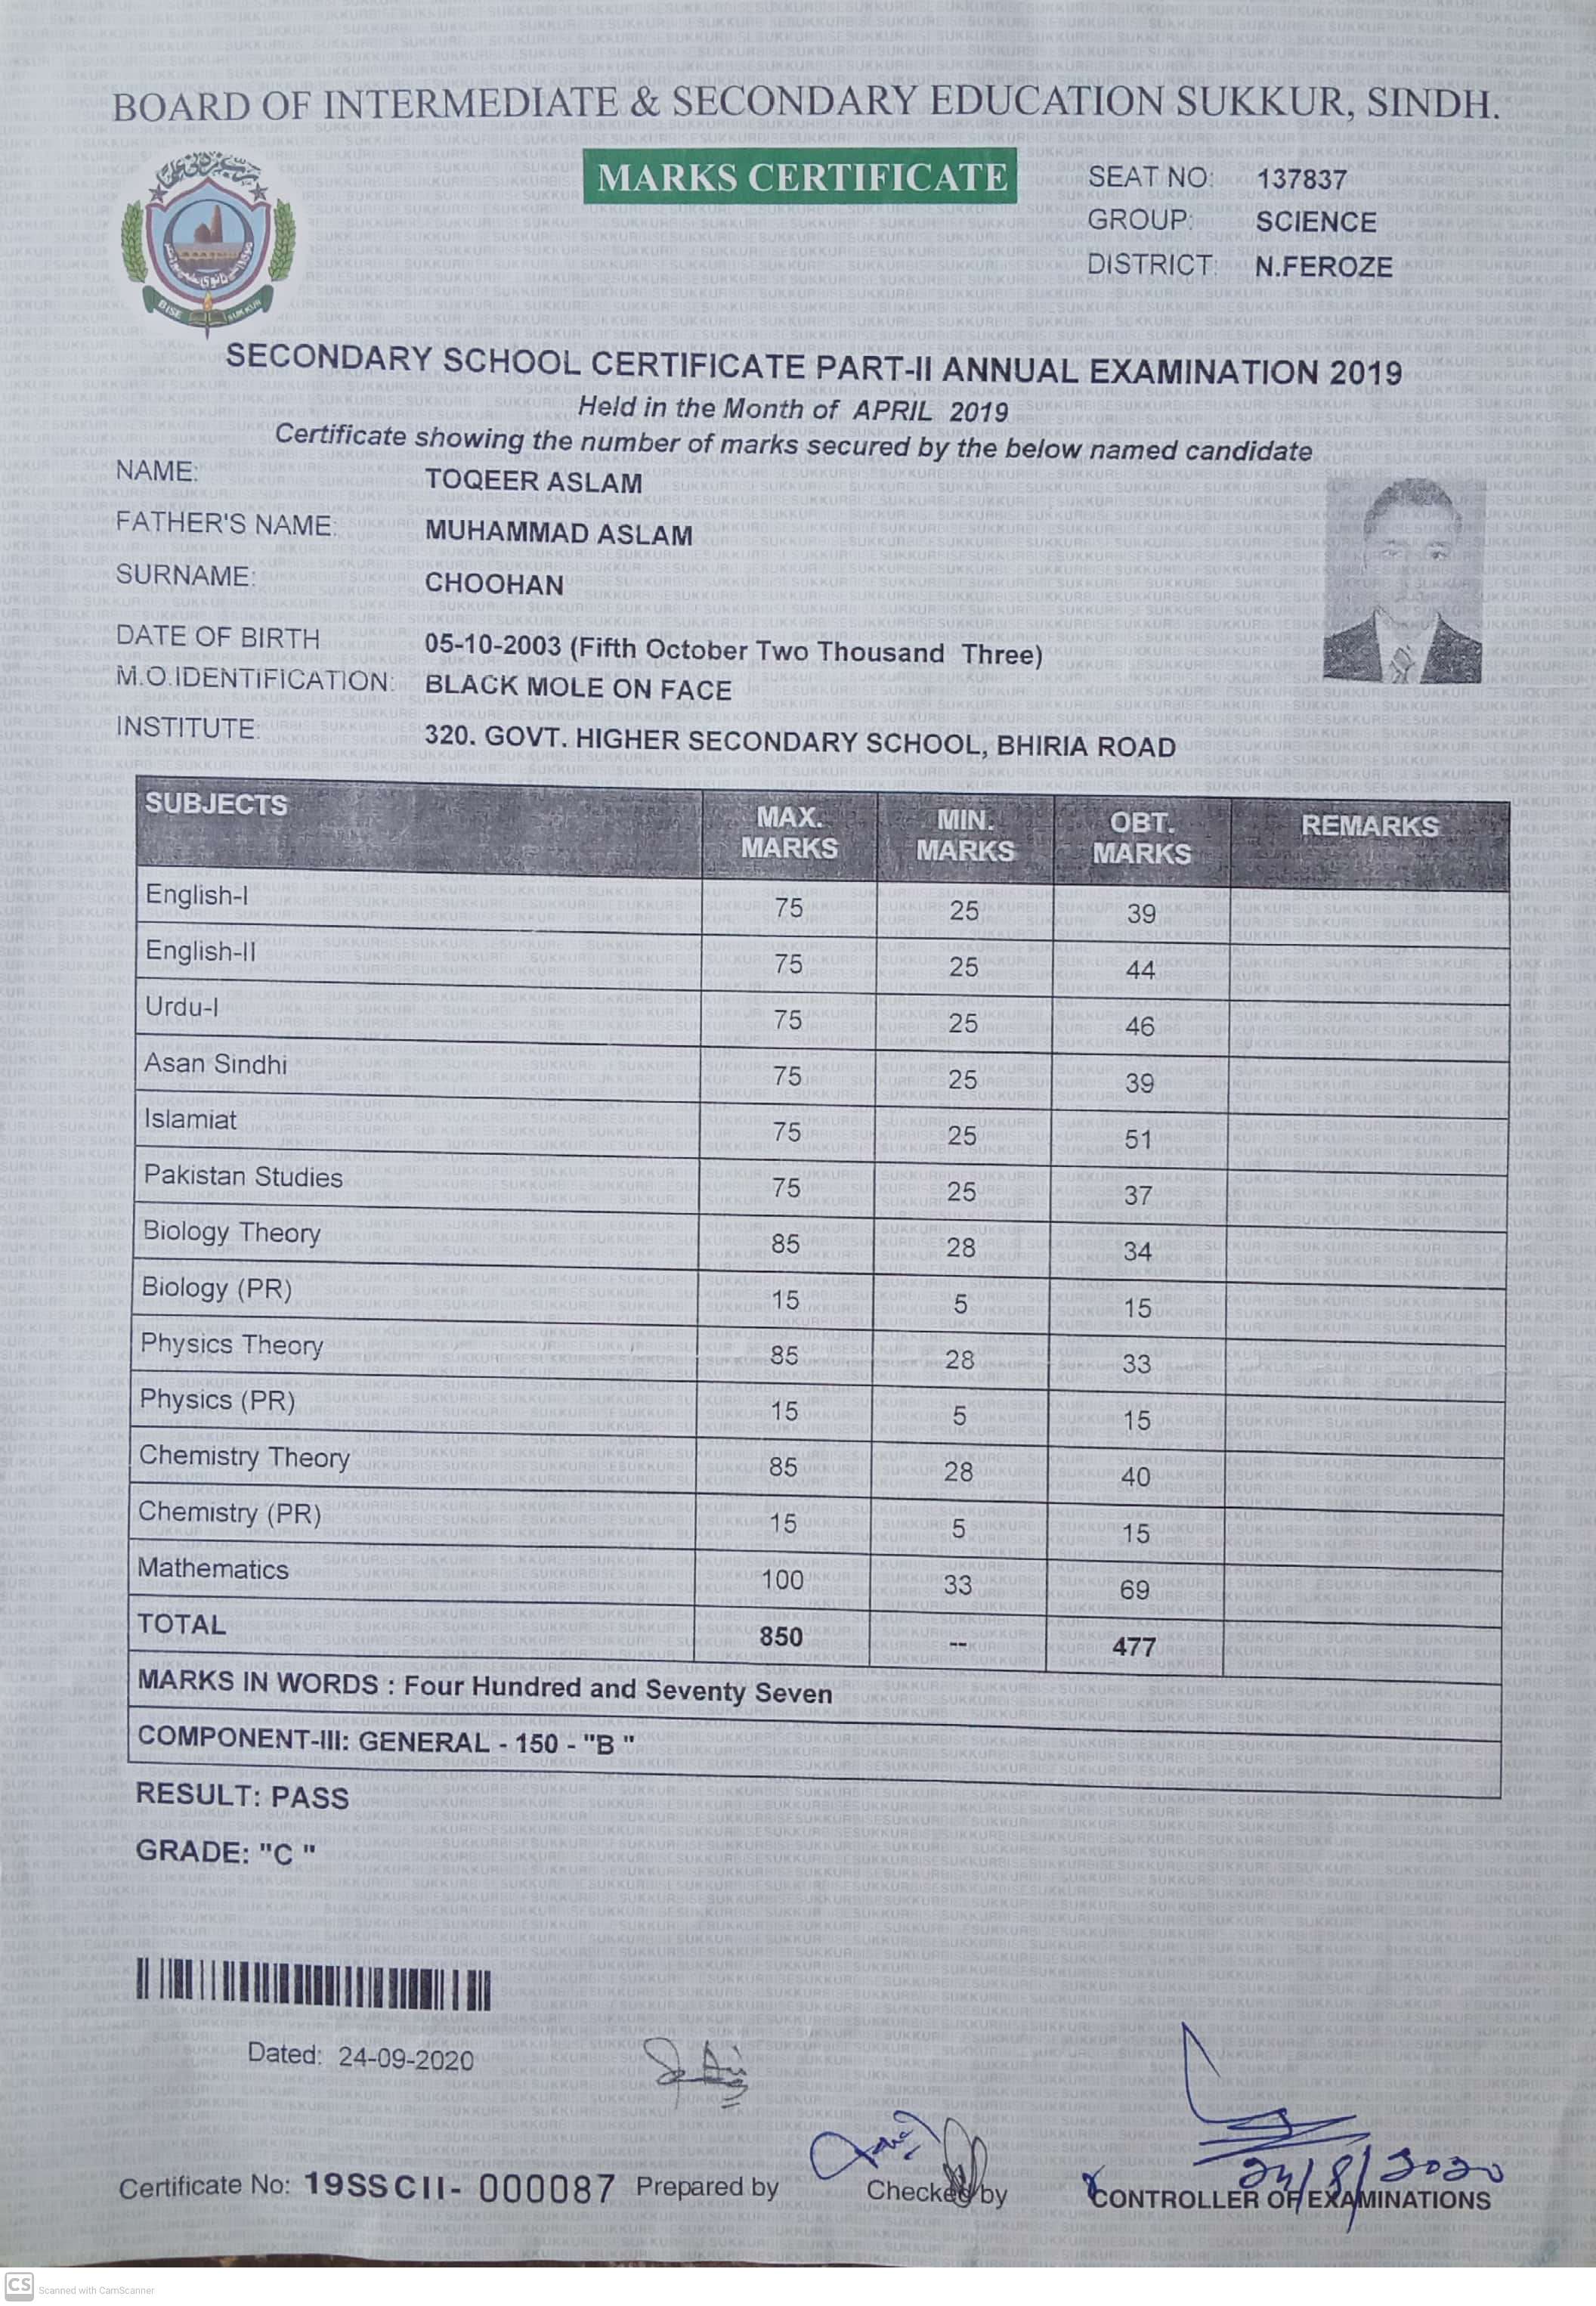 BOARD OF INTERMEDIATE & SECONDARY EDUCATION SUKKUR, SINDH.
MARKS CERTIFICATE
SEAT NO: 137837
GROUP: SCIENCE
DISTRICT: N.FEROZE
BISE SUKKUR
SECONDARY SCHOOL CERTIFICATE PART-II ANNUAL EXAMINATION 2019
Held in the Month of APRIL 2019
Certificate showing the number of marks secured by the below named candidate
NAME: TOQEER ASLAM
FATHER'S NAME: MUHAMMAD ASLAM
SURNAME: CHOOHAN
DATE OF BIRTH 05-10-2003 (Fifth October Two Thousand Three)
M.O.IDENTIFICATION: BLACK MOLE ON FACE
INSTITUTE: 320. GOVT. HIGHER SECONDARY SCHOOL, BHIRIA ROAD
SUBJECTS MAX. MARKS MIN. MARKS OBT. MARKS REMARKS
English-I 75 25 39
English-II 75 25 44
Urdu-I 75 25 46
Asan Sindhi 75 25 39
Islamiat 75 25 51
Pakistan Studies 75 25 37
Biology Theory 85 28 34
Biology (PR) 15 5 15
Physics Theory 85 28 33
Physics (PR) 15 5 15
Chemistry Theory 85 28 40
Chemistry (PR) 15 5 15
Mathematics 100 33 69
TOTAL 850 -- 477
MARKS IN WORDS : Four Hundred and Seventy Seven
COMPONENT-III: GENERAL - 150 - "B "
RESULT: PASS
GRADE: "C "
Dated: 24-09-2020
24/8/2020
Certificate No: 19SSCII- 000087 Prepared by Checked by CONTROLLER OF EXAMINATIONS
CS Scanned with CamScanner